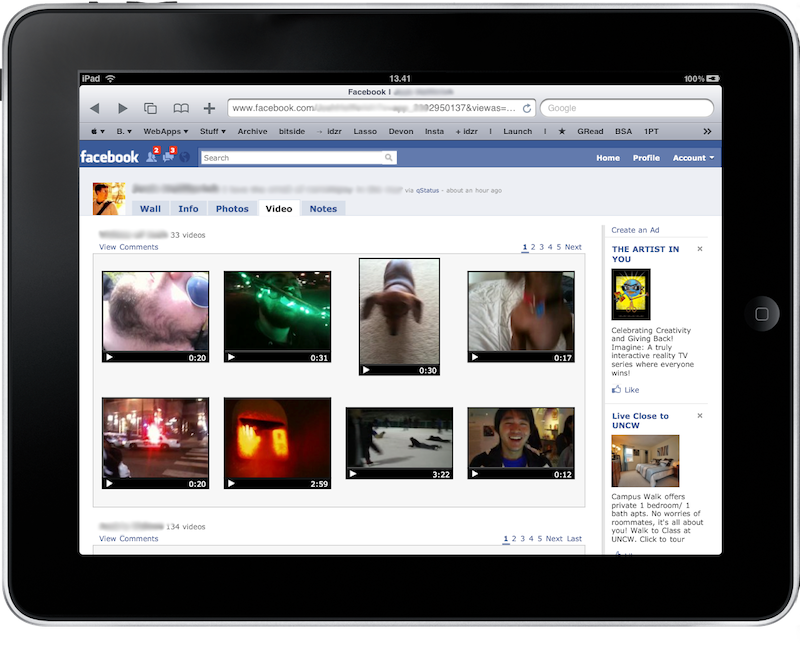 iPad 13.41 100%
Facebook |
www.facebook.com 2950137&viewas=... Google
B. WebApps Stuff Archive bitside → idzr Lasso Devon Insta + idzr | Launch | ★ GRead BSA 1PT >>
facebook 2 3 Search Home Profile Account
via qStatus - about an hour ago
Wall Info Photos Video Notes
33 videos
View Comments 1 2 3 4 5 Next
0:20 0:31 0:30 0:17
0:20 2:59 3:22 0:12
134 videos
View Comments 1 2 3 4 5 Next Last
Create an Ad
THE ARTIST IN
YOU
Celebrating Creativity
and Giving Back!
Imagine: A truly
interactive reality TV
series where everyone
wins!
Like
Live Close to
UNCW
Campus Walk offers
private 1 bedroom/ 1
bath apts. No worries of
roommates, it's all about
you! Walk to Class at
UNCW. Click to tour